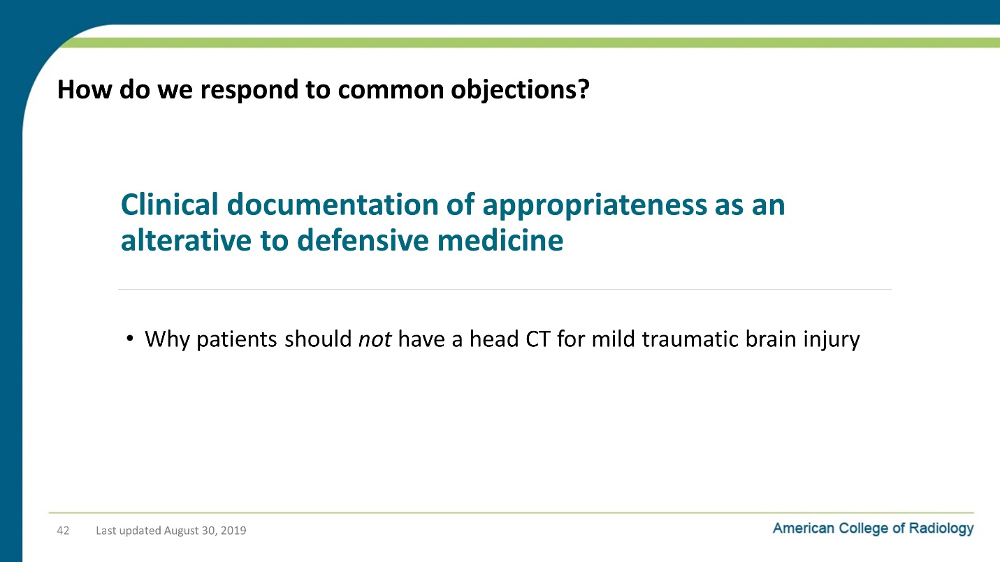 How do we respond to common objections?
Clinical documentation of appropriateness as an
alterative to defensive medicine
• Why patients should not have a head CT for mild traumatic brain injury
42 Last updated August 30, 2019
American College of Radiology